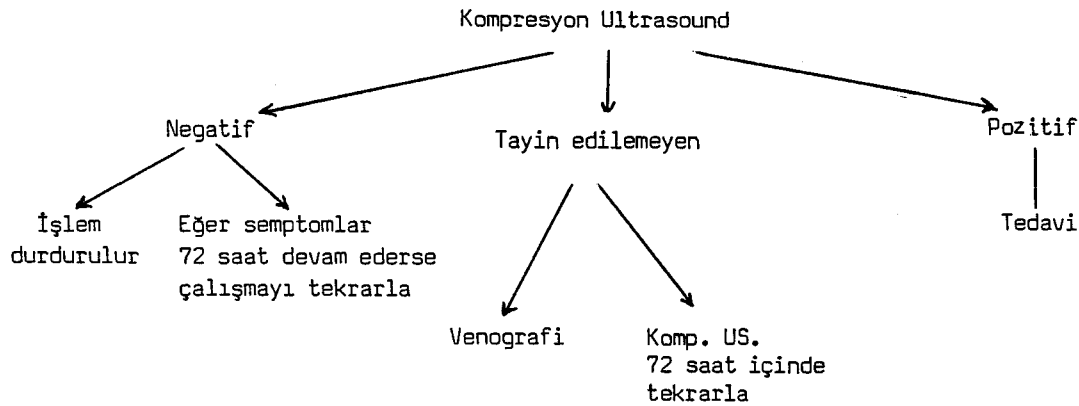 Kompresyon Ultrasound
Negatif
Tayin edilemeyen
Pozitif
İşlem
durdurulur
Eğer semptomlar
72 saat devam ederse
çalışmayı tekrarla
Tedavi
Venografi
Komp. US.
72 saat içinde
tekrarla